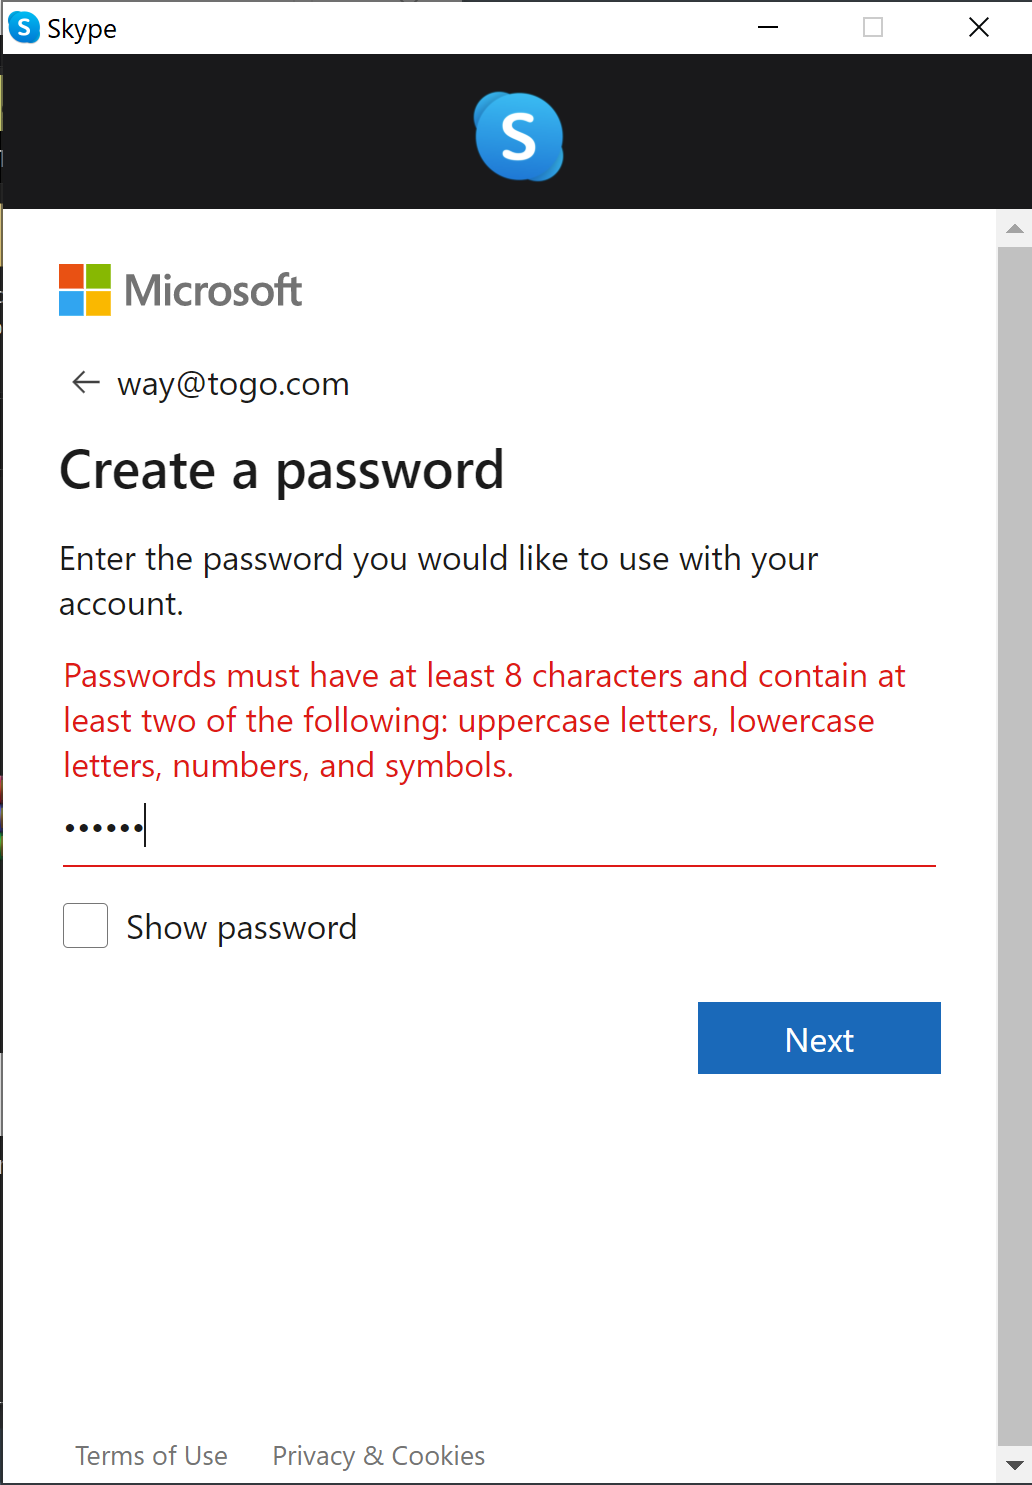 Skype
Microsoft
way@togo.com
Create a password
Enter the password you would like to use with your
account.
Passwords must have at least 8 characters and contain at
least two of the following: uppercase letters, lowercase
letters, numbers, and symbols.
••••••
Show password
Next
Terms of Use Privacy & Cookies